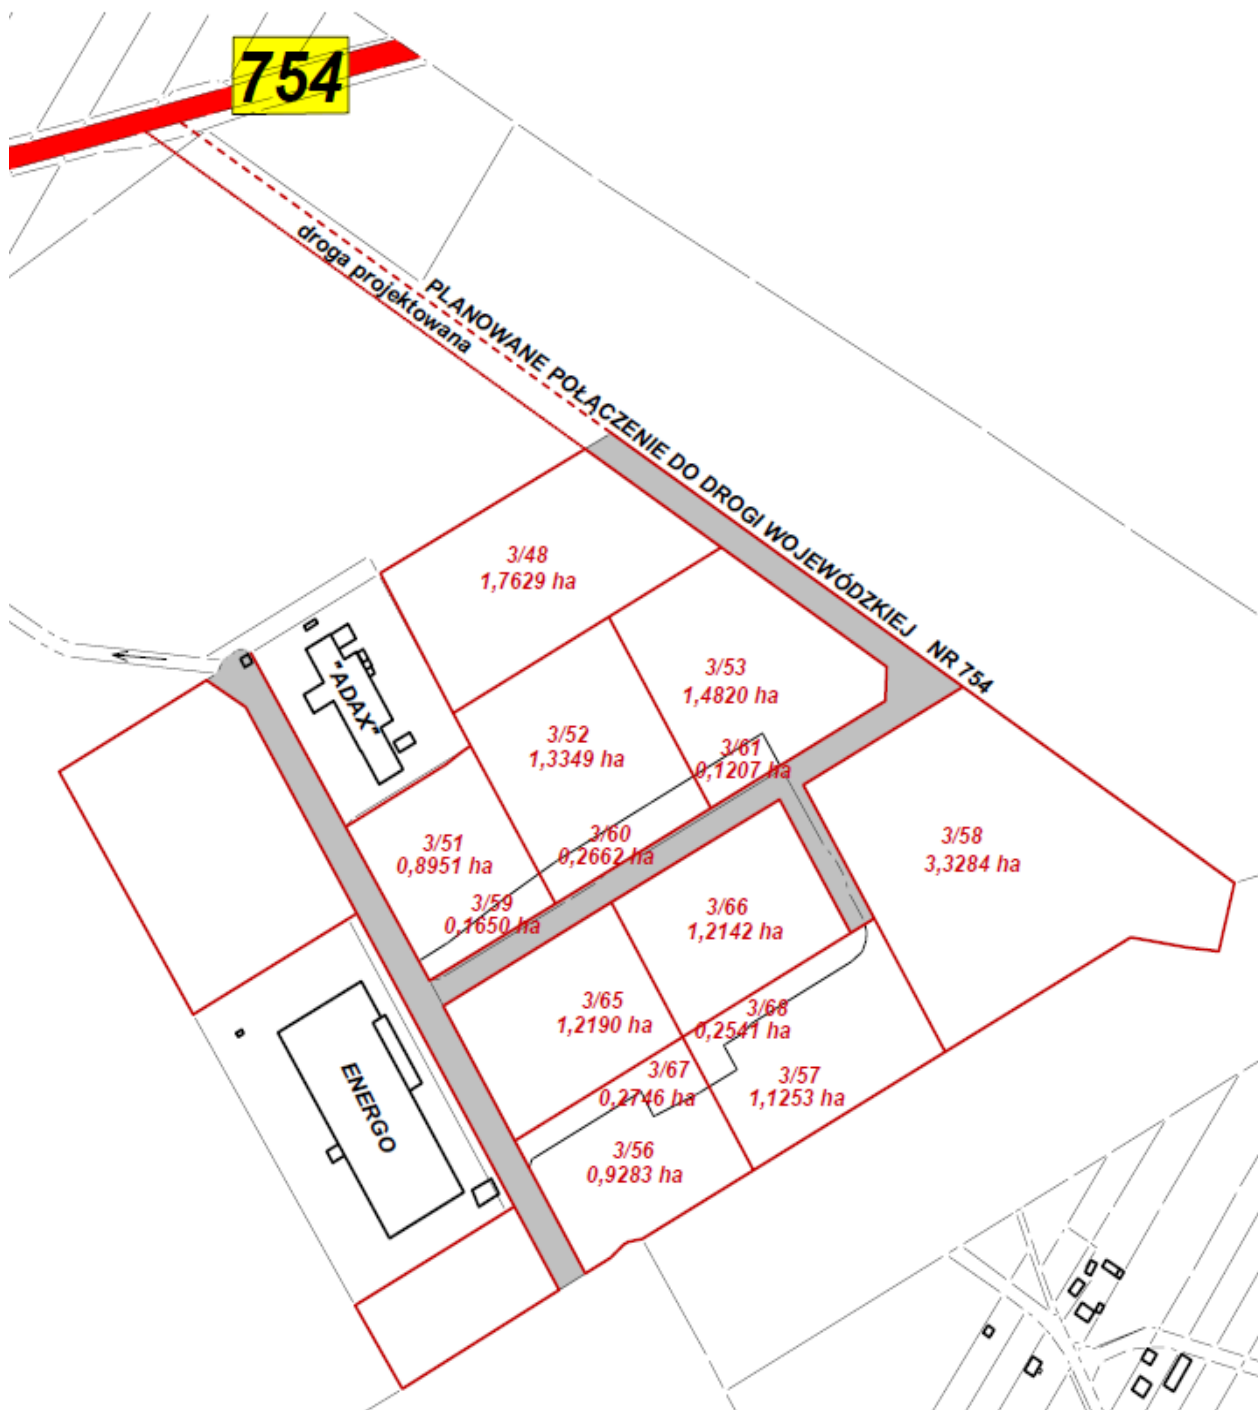 754
droga projektowana
PLANOWANE POŁĄCZENIE DO DROGI WOJEWÓDZKIEJ NR 754
3/48
1,7629 ha
3/53
1,4820 ha
"ADAX"
3/52
1,3349 ha
3/61
0,1207 ha
3/51
0,8951 ha
3/60
0,2662 ha
3/58
3,3284 ha
3/59
0,1650 ha
3/66
1,2142 ha
3/65
1,2190 ha
3/68
0,2541 ha
3/67
0,2746 ha
3/57
1,1253 ha
ENERGO
3/56
0,9283 ha